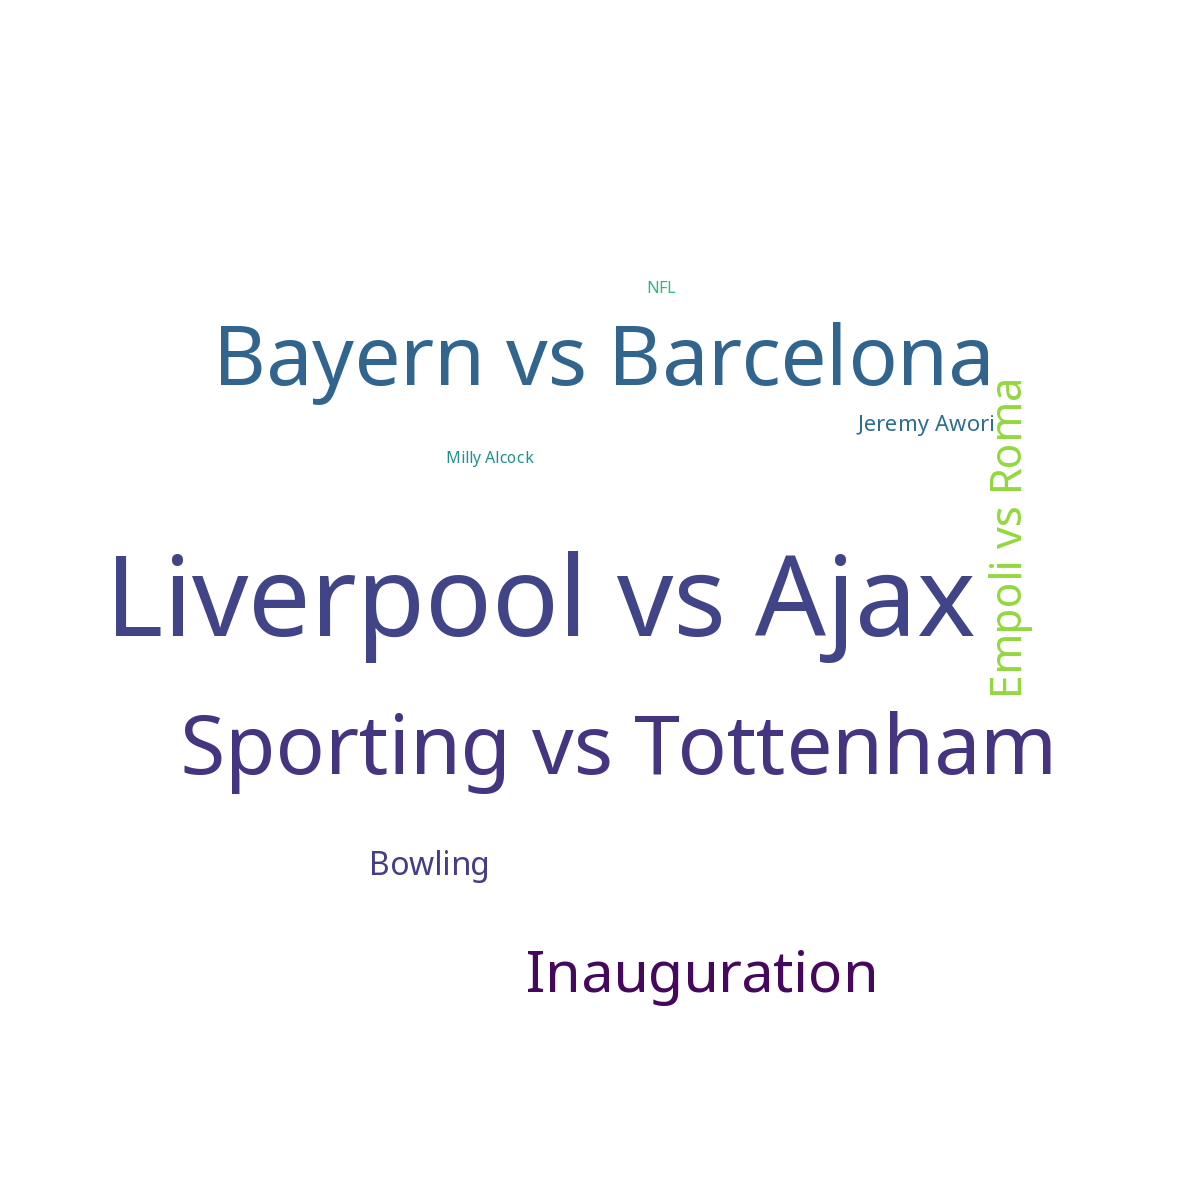 NFL
Bayern vs Barcelona
Jeremy Awori
Milly Alcock
Empoli vs Roma
Liverpool vs Ajax
Sporting vs Tottenham
Bowling
Inauguration